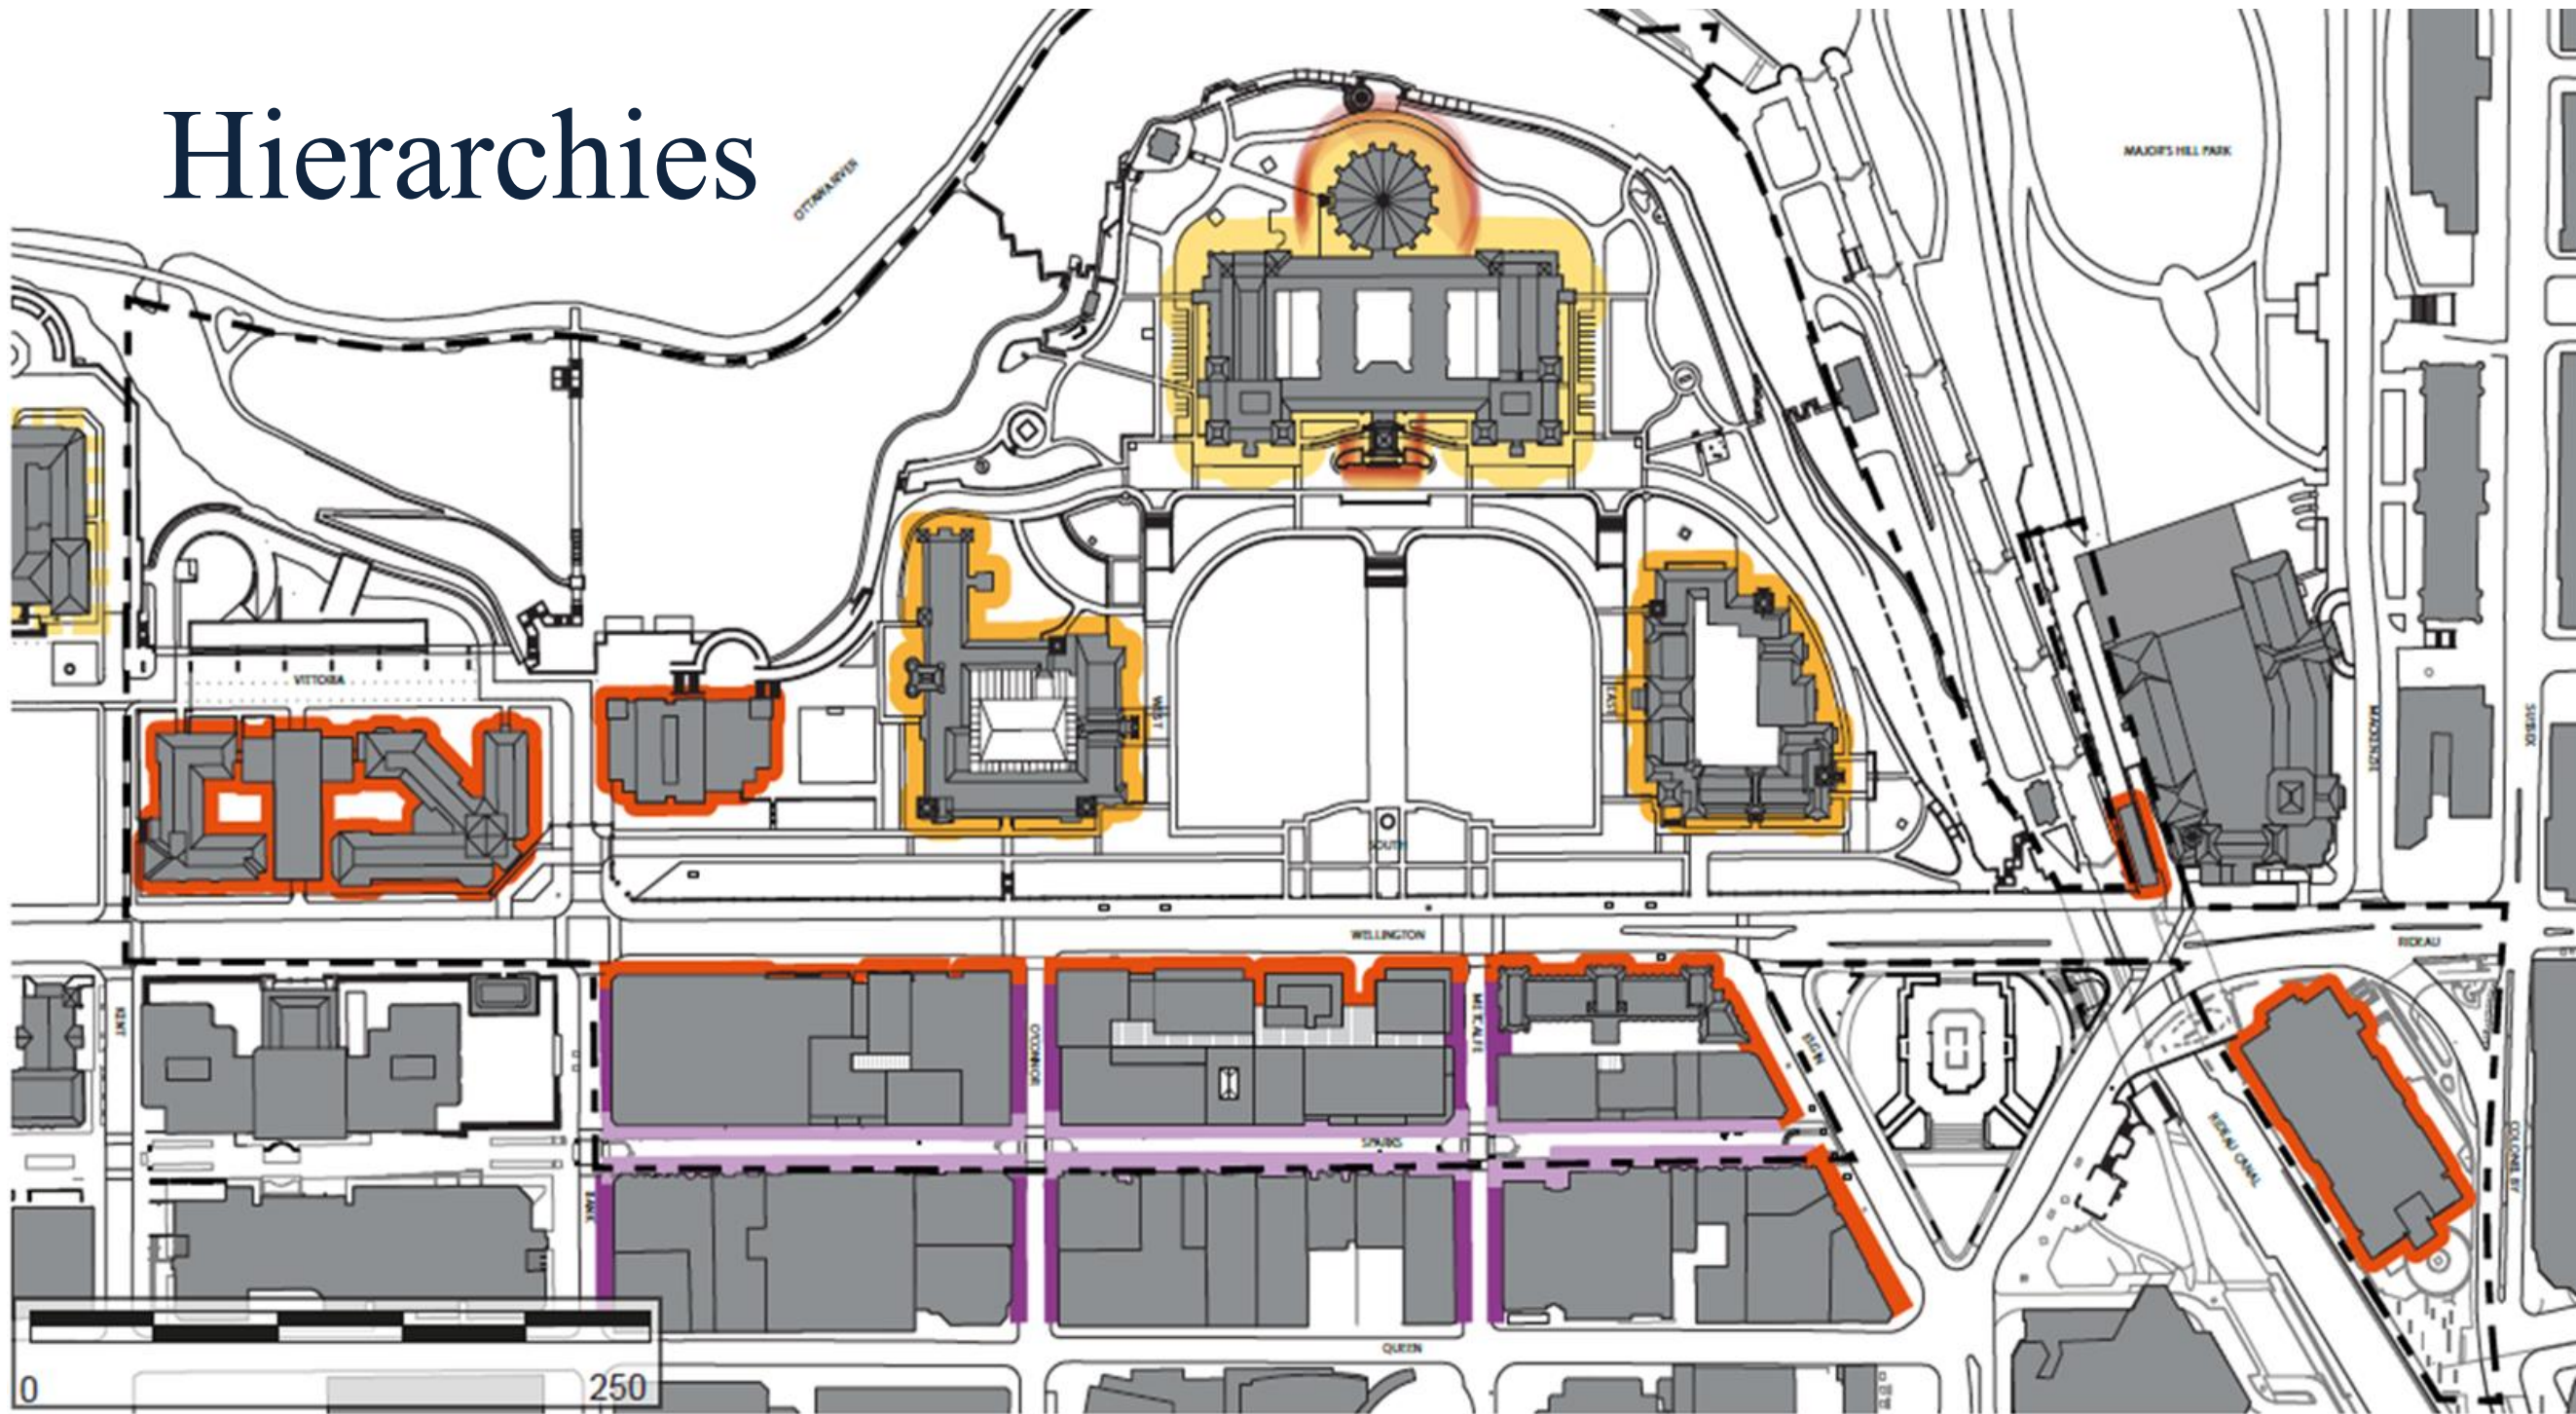 Hierarchies
OTTAWA RIVER
MAJOR'S HILL PARK
VITTORIA
WEST
EAST
MACKENZIE
SUSSEX
SOUTH
WELLINGTON
RIDEAU
KENT
O'CONNOR
METCALFE
ELGIN
SPARKS
RIDEAU CANAL
COLONEL BY
BANK
QUEEN
0 250